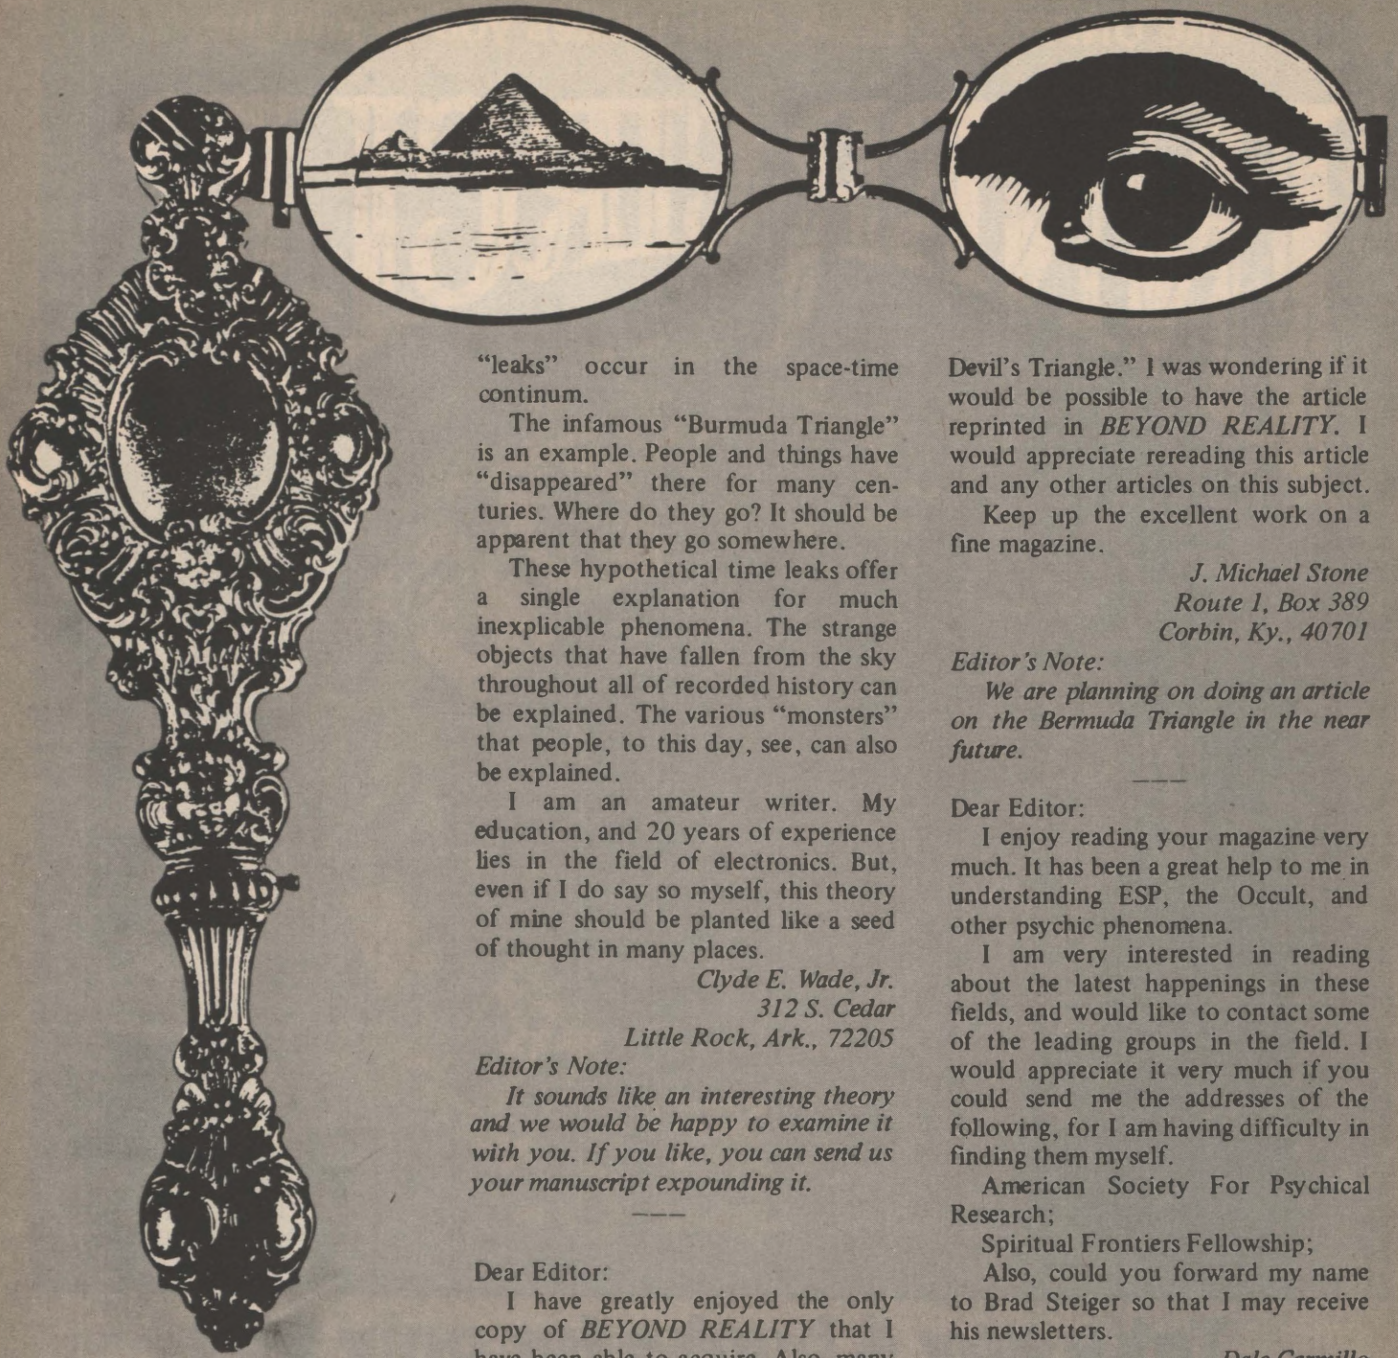 “leaks” occur in the space-time
continum.
The infamous “Burmuda Triangle”
is an example. People and things have
“disappeared” there for many cen-
turies. Where do they go? It should be
apparent that they go somewhere.
These hypothetical time leaks offer
a single explanation for much
inexplicable phenomena. The strange
objects that have fallen from the sky
throughout all of recorded history can
be explained. The various “monsters”
that people, to this day, see, can also
be explained.
I am an amateur writer. My
education, and 20 years of experience
lies in the field of electronics. But,
even if I do say so myself, this theory
of mine should be planted like a seed
of thought in many places.
Clyde E. Wade, Jr.
312 S. Cedar
Little Rock, Ark., 72205
Editor's Note:
It sounds like an interesting theory
and we would be happy to examine it
with you. If you like, you can send us
your manuscript expounding it.
———
Dear Editor:
I have greatly enjoyed the only
copy of BEYOND REALITY that I
have been able to acquire. Also, many
Devil's Triangle.” I was wondering if it
would be possible to have the article
reprinted in BEYOND REALITY. I
would appreciate rereading this article
and any other articles on this subject.
Keep up the excellent work on a
fine magazine.
J. Michael Stone
Route 1, Box 389
Corbin, Ky., 40701
Editor's Note:
We are planning on doing an article
on the Bermuda Triangle in the near
future.
———
Dear Editor:
I enjoy reading your magazine very
much. It has been a great help to me in
understanding ESP, the Occult, and
other psychic phenomena.
I am very interested in reading
about the latest happenings in these
fields, and would like to contact some
of the leading groups in the field. I
would appreciate it very much if you
could send me the addresses of the
following, for I am having difficulty in
finding them myself.
American Society For Psychical
Research;
Spiritual Frontiers Fellowship;
Also, could you forward my name
to Brad Steiger so that I may receive
his newsletters.
Dale